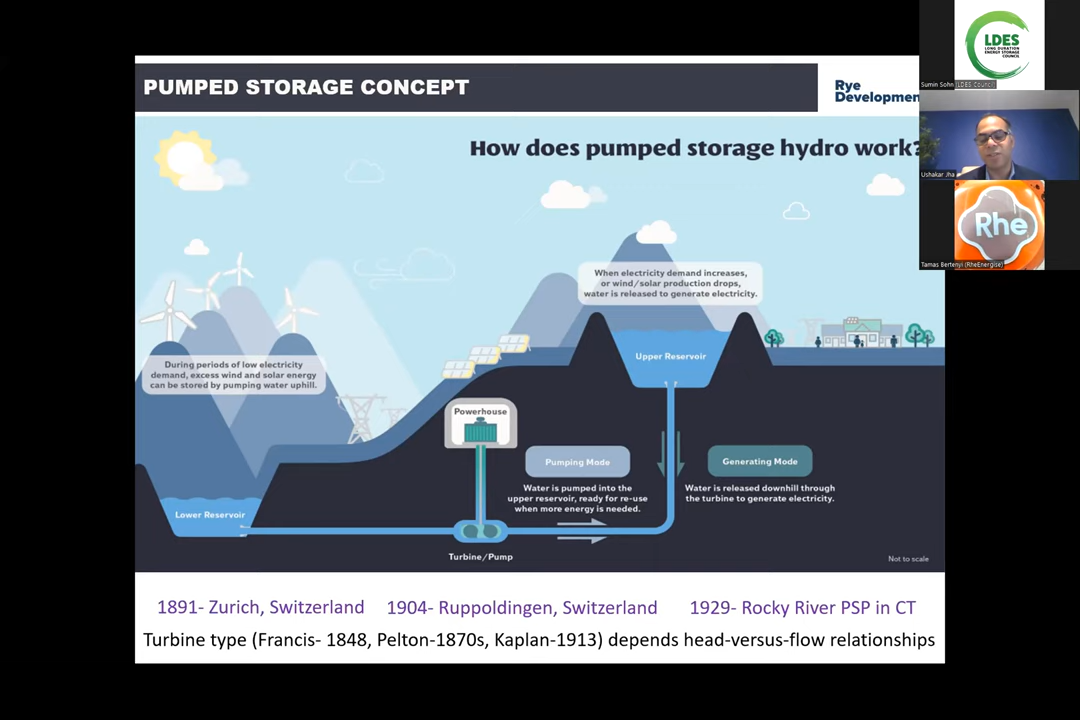 PUMPED STORAGE CONCEPT
Rye
Developmen
How does pumped storage hydro work?
When electricity demand increases,
or wind/solar production drops,
water is released to generate electricity.
During periods of low electricity
demand, excess wind and solar energy
can be stored by pumping water uphill.
Upper Reservoir
Powerhouse
Pumping Mode
Water is pumped into the
upper reservoir, ready for re-use
when more energy is needed.
Generating Mode
Water is released downhill through
the turbine to generate electricity.
Lower Reservoir
Turbine/Pump
Not to scale
1891- Zurich, Switzerland
1904- Ruppoldingen, Switzerland
1929- Rocky River PSP in CT
Turbine type (Francis- 1848, Pelton-1870s, Kaplan-1913) depends head-versus-flow relationships
LDES
LONG DURATION
ENERGY STORAGE
COUNCIL
Sumin Sohn (LDES Council)
Ushakar Jha
Rhe
Tamas Bertenyi (RheEnergise)